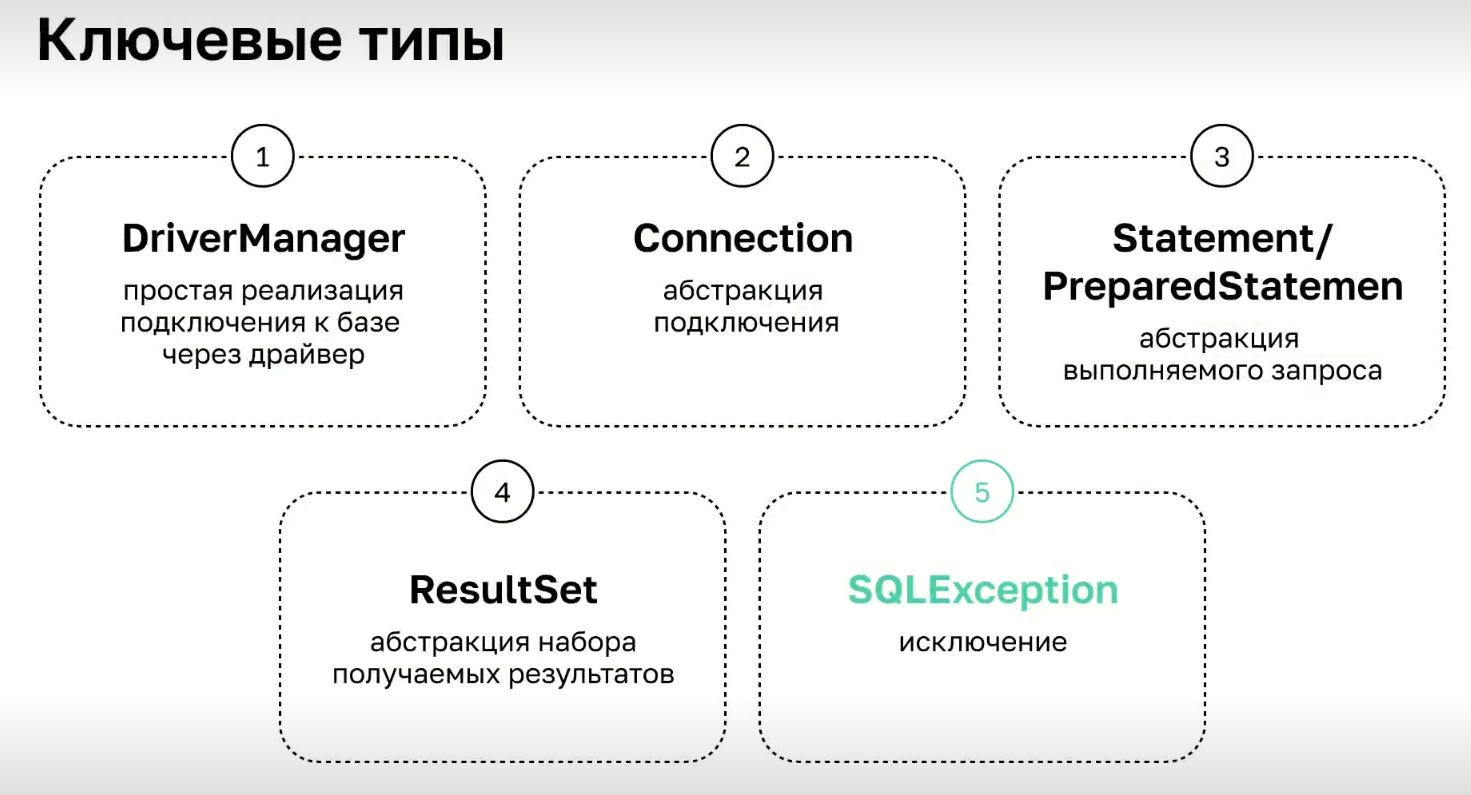 Ключевые типы
1
DriverManager
простая реализация
подключения к базе
через драйвер
2
Connection
абстракция
подключения
3
Statement/
PreparedStatemen
абстракция
выполняемого запроса
4
ResultSet
абстракция набора
получаемых результатов
5
SQLException
исключение